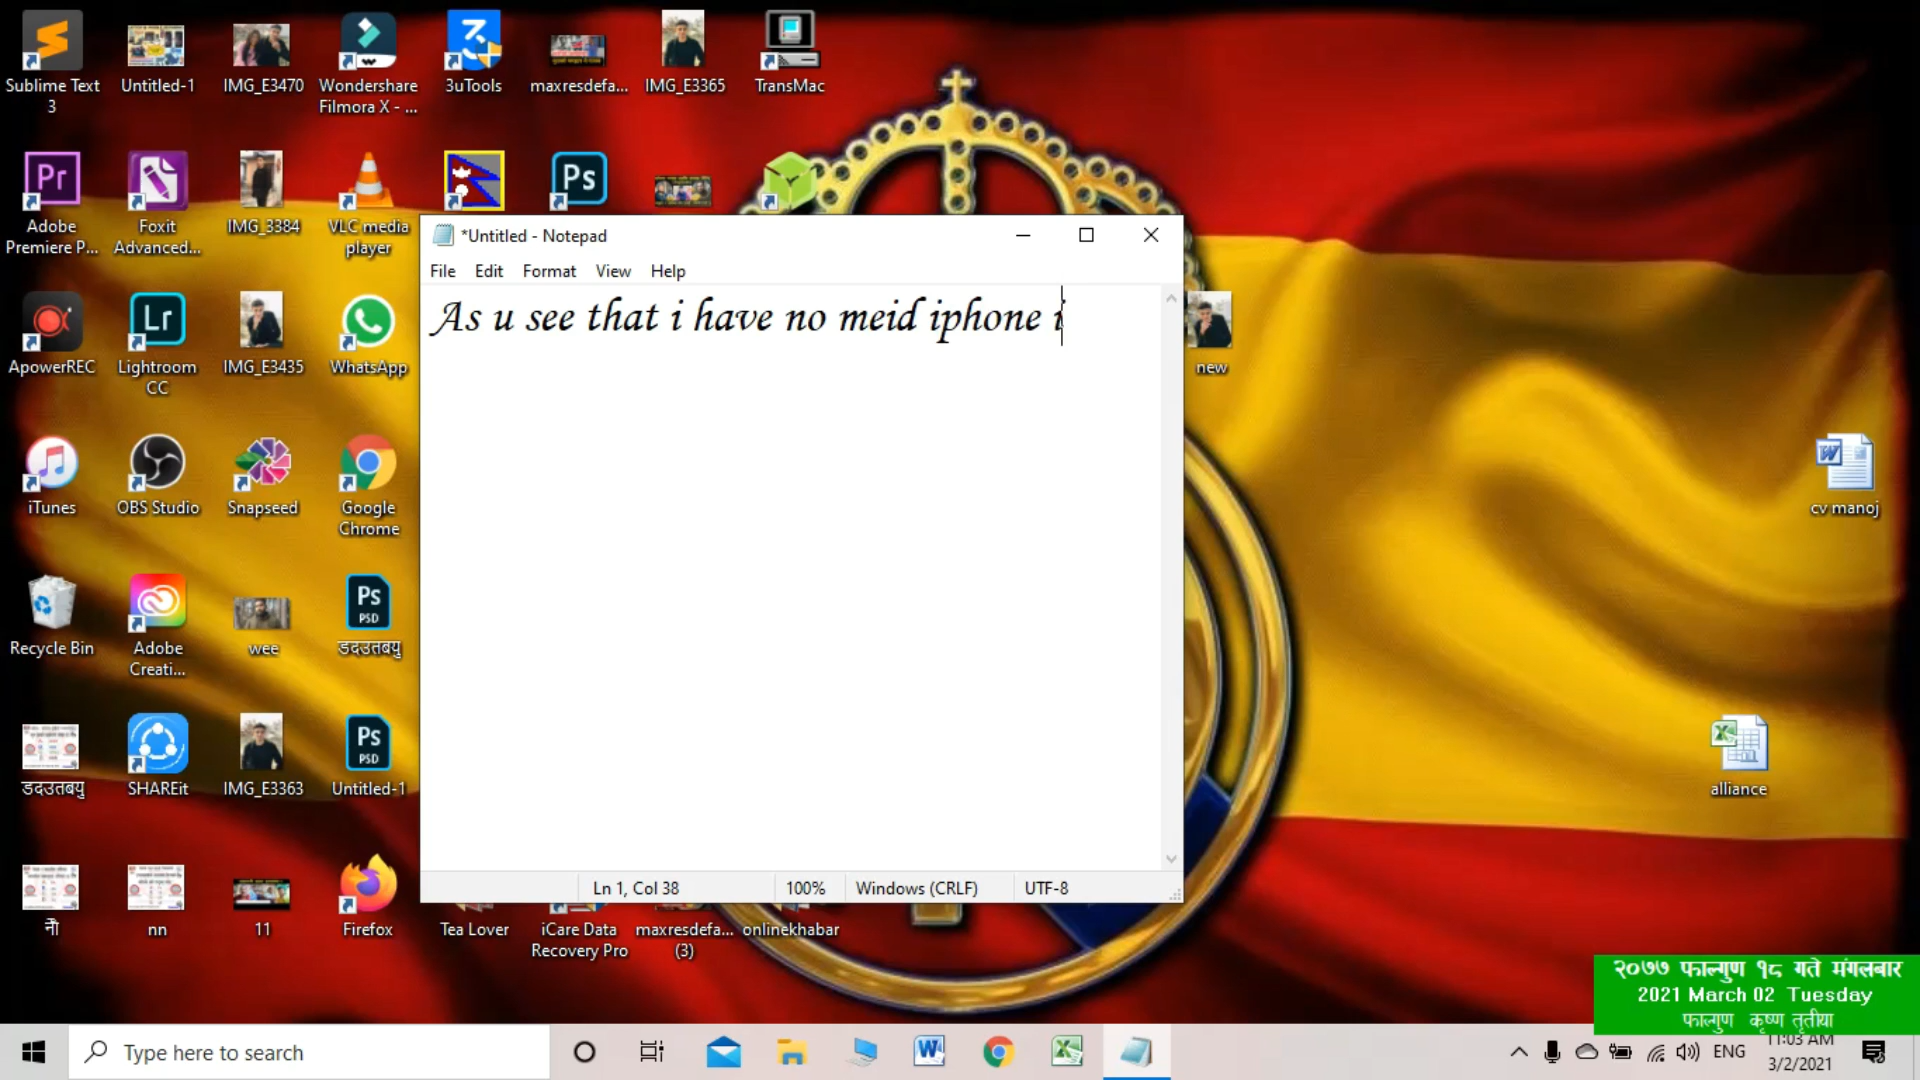 Sublime Text
3
Untitled-1
IMG_E3470
Wondershare
Filmora X - ...
3uTools
maxresdefa...
IMG_E3365
TransMac
Adobe
Premiere P...
Foxit
Advanced...
IMG_3384
VLC media
player
*Untitled - Notepad
File Edit Format View Help
As u see that i have no meid iphone i
ApowerREC
Lightroom
CC
IMG_E3435
WhatsApp
new
iTunes
OBS Studio
Snapseed
Google
Chrome
cv manoj
Recycle Bin
Adobe
Creati...
wee
डदउतबयु
डदउतबयु
SHAREit
IMG_E3363
Untitled-1
alliance
Ln 1, Col 38
100%
Windows (CRLF)
UTF-8
नौ
nn
11
Firefox
Tea Lover
iCare Data
Recovery Pro
maxresdefa...
(3)
onlinekhabar
२०७७ फाल्गुण १८ गते मंगलबार
2021 March 02 Tuesday
फाल्गुण कृष्ण तृतीया
Type here to search
ENG
11:03 AM
3/2/2021